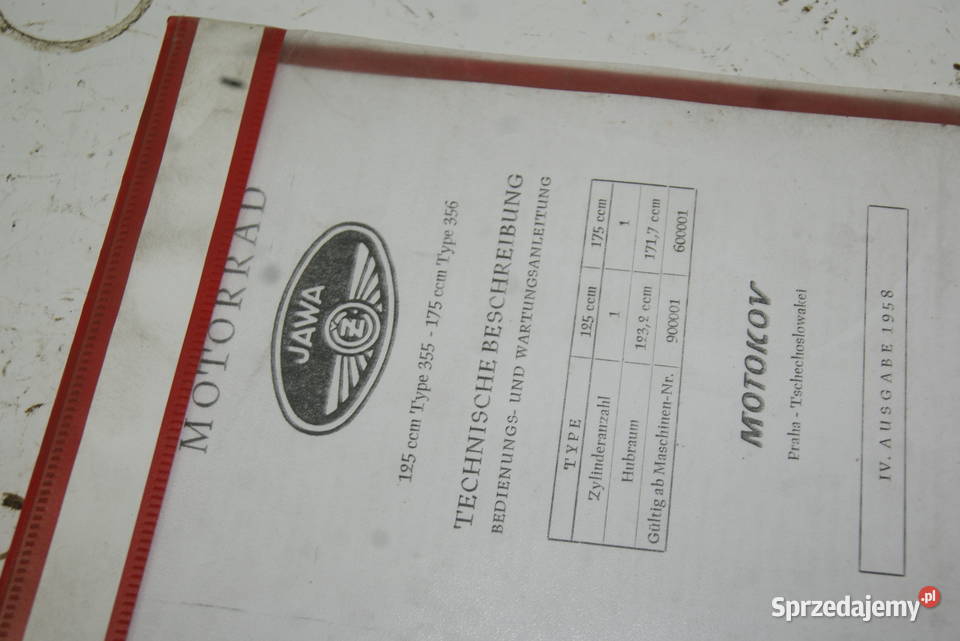 MOTORRAD
JAWA
ČZ
125 ccm Type 355 - 175 ccm Type 356
TECHNISCHE BESCHREIBUNG
BEDIENUNGS- UND WARTUNGSANLEITUNG
TYPE 125 ccm 175 ccm
Zylinderanzahl 1 1
Hubraum 123,2 ccm 171,7 ccm
Gültig ab Maschinen-Nr. 900001 600001
MOTOKOV
Praha - Tschechoslowakei
IV. AUSGABE 1958
Sprzedajemy.pl